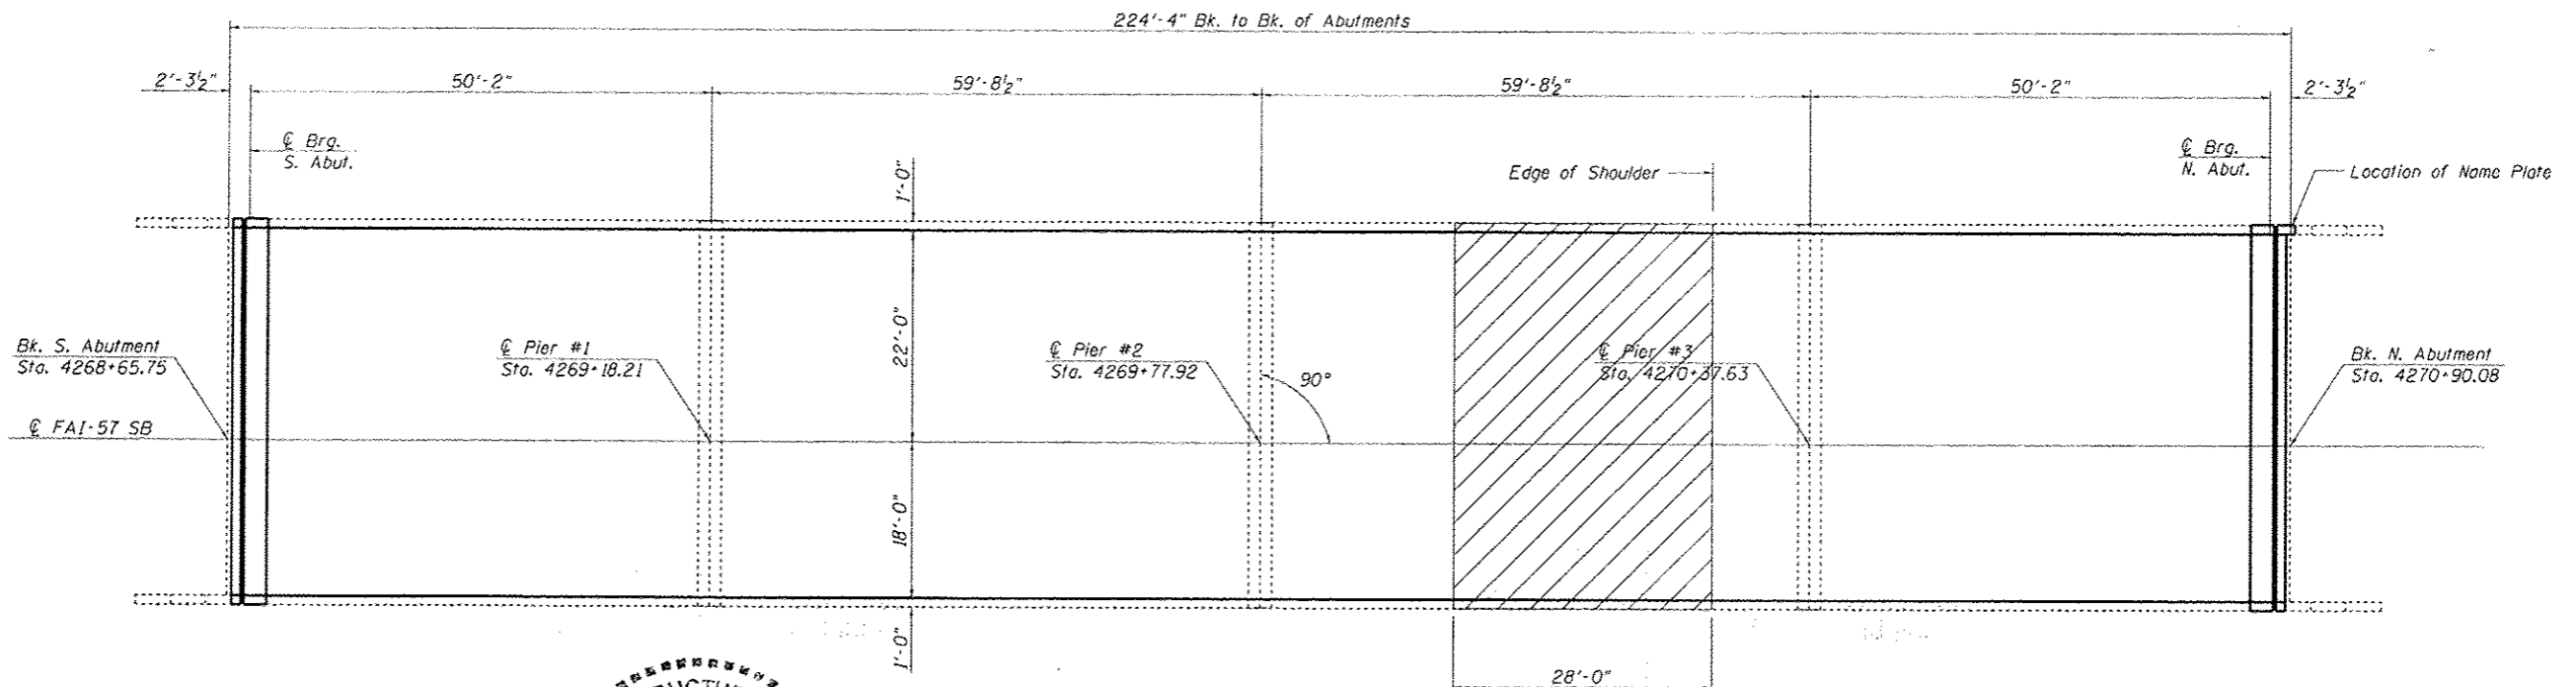 224'-4" Bk. to Bk. of Abutments
2'-3½" 50'-2" 59'-8½" 59'-8½" 50'-2" 2'-3½"
℄ Brg.
S. Abut.
1'-0"
Edge of Shoulder
℄ Brg.
N. Abut.
Location of Name Plate
22'-0"
Bk. S. Abutment
Sta. 4268+65.75
℄ Pier #1
Sta. 4269+18.21
℄ Pier #2
Sta. 4269+77.92
90°
℄ Pier #3
Sta. 4270+37.63
Bk. N. Abutment
Sta. 4270+90.08
℄ FAI-57 SB
18'-0"
1'-0"
28'-0"